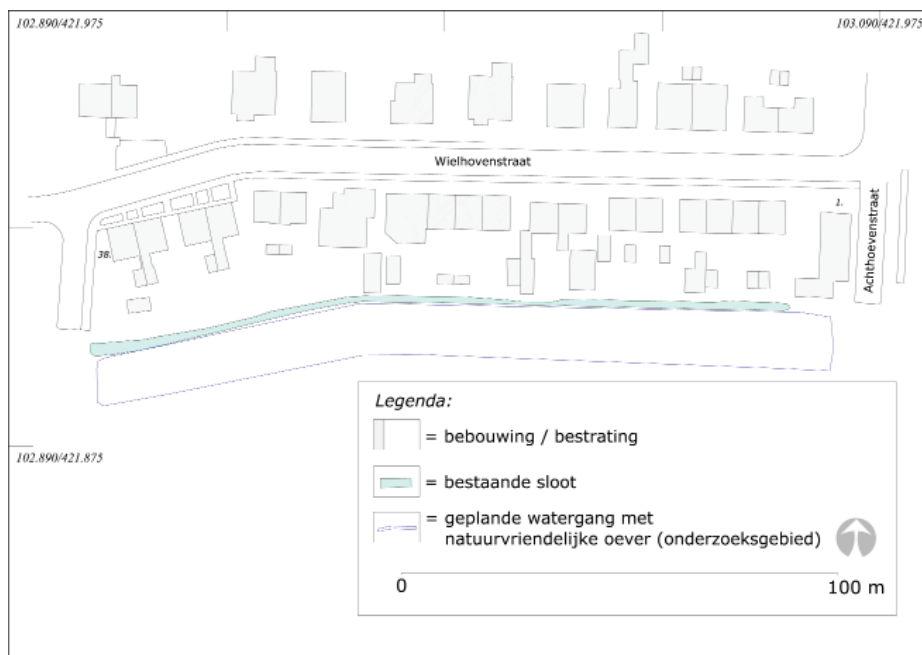 102.890/421.975
103.090/421.975
Wielhovenstraat
Achthoevenstraat
1.
38.
102.890/421.875
Legenda:
= bebouwing / bestrating
= bestaande sloot
= geplande watergang met
natuurvriendelijke oever (onderzoeksgebied)
0
100 m